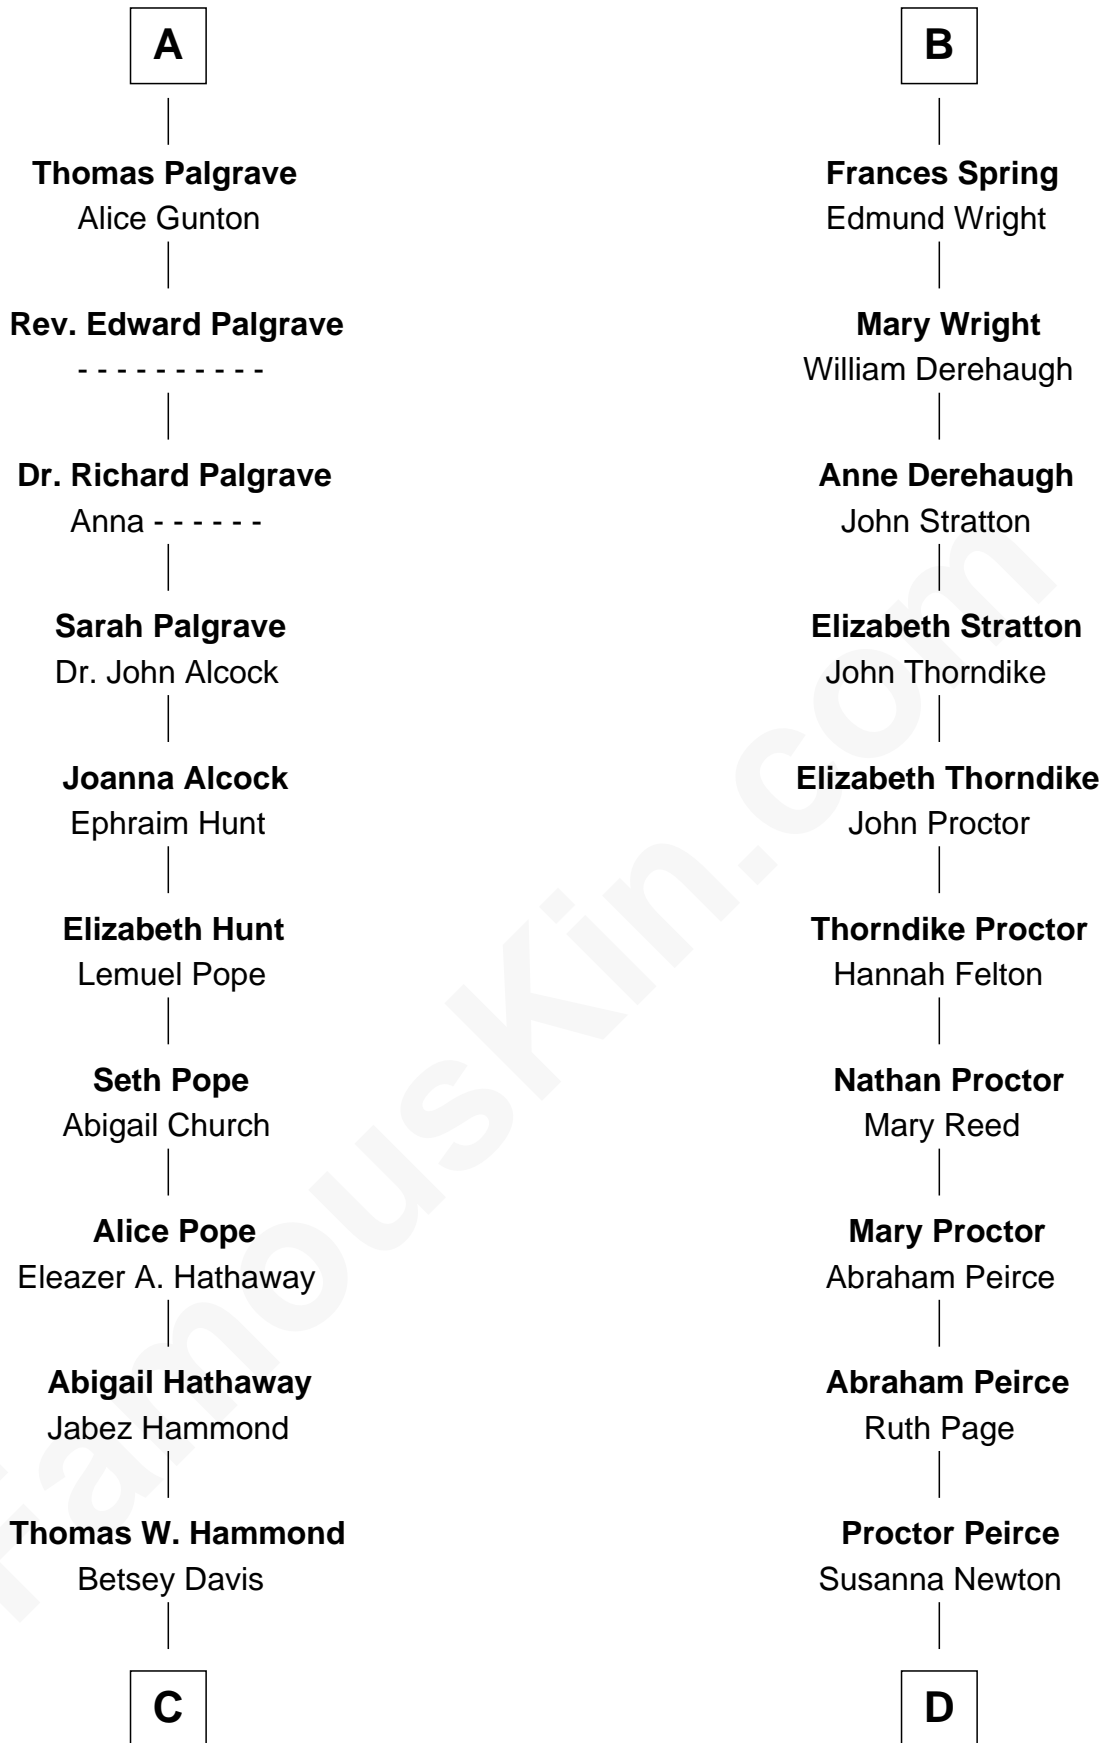 A
Thomas Palgrave
Alice Gunton
Rev. Edward Palgrave
- - - - - - - - - -
Dr. Richard Palgrave
Anna - - - - - -
Sarah Palgrave
Dr. John Alcock
Joanna Alcock
Ephraim Hunt
Elizabeth Hunt
Lemuel Pope
Seth Pope
Abigail Church
Alice Pope
Eleazer A. Hathaway
Abigail Hathaway
Jabez Hammond
Thomas W. Hammond
Betsey Davis
C
B
Frances Spring
Edmund Wright
Mary Wright
William Derehaugh
Anne Derehaugh
John Stratton
Elizabeth Stratton
John Thorndike
Elizabeth Thorndike
John Proctor
Thorndike Proctor
Hannah Felton
Nathan Proctor
Mary Reed
Mary Proctor
Abraham Peirce
Abraham Peirce
Ruth Page
Proctor Peirce
Susanna Newton
D
FamousKin.com